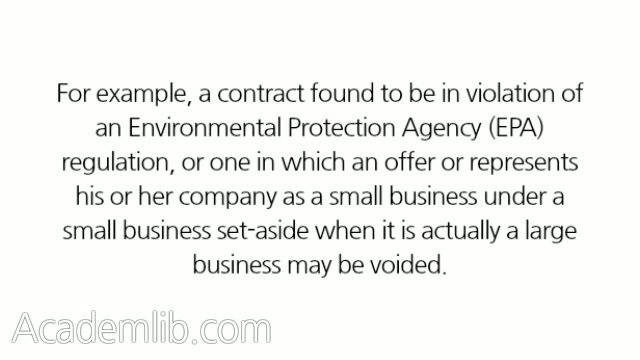 For example, a contract found to be in violation of
an Environmental Protection Agency (EPA)
regulation, or one in which an offer or represents
his or her company as a small business under a
small business set-aside when it is actually a large
business may be voided.
Academlib.com